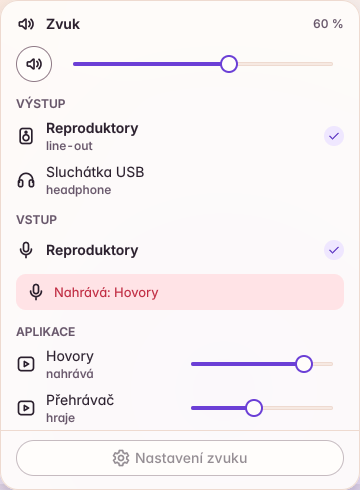 Zvuk
60 %
VÝSTUP
Reproduktory
line-out
Sluchátka USB
headphone
VSTUP
Reproduktory
Nahrává: Hovory
APLIKACE
Hovory
nahrává
Přehrávač
hraje
Nastavení zvuku